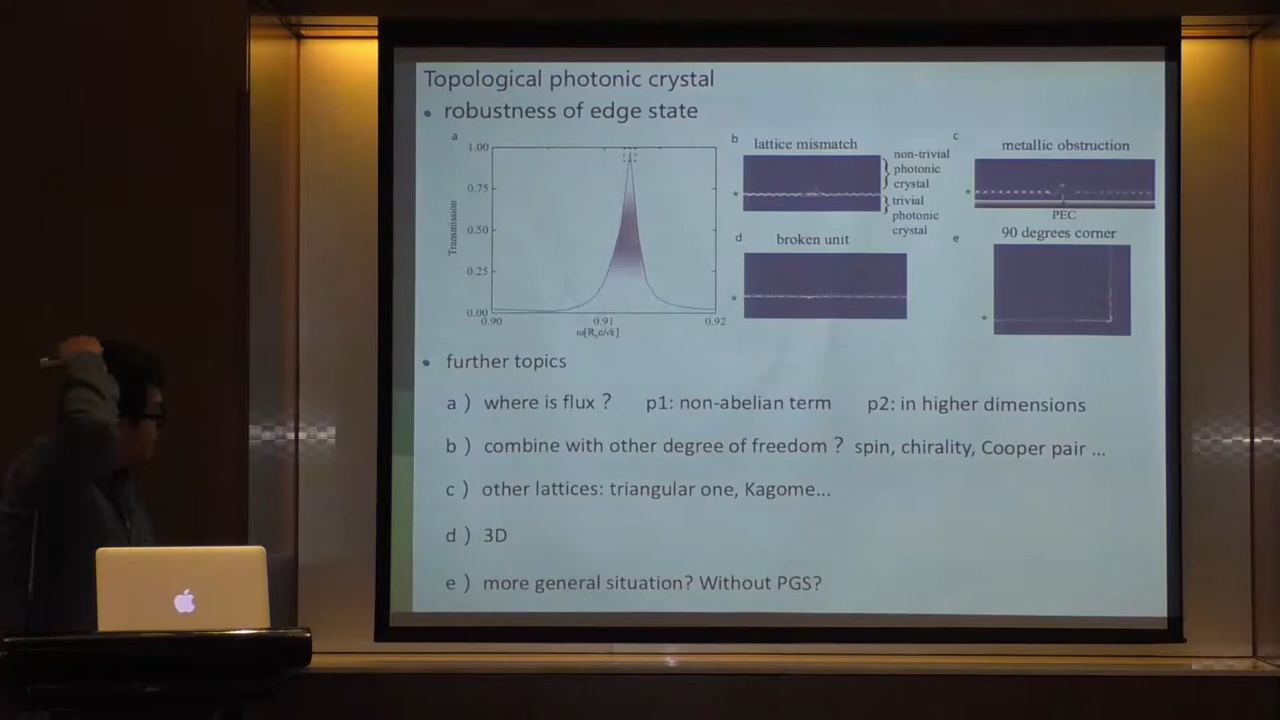 Topological photonic crystal
• robustness of edge state
a
1.00
0.75
0.50
0.25
0.00
Transmission
0.90 0.91 0.92
b
lattice mismatch
non-trivial
photonic
crystal
trivial
photonic
crystal
c
metallic obstruction
PEC
d
broken unit
e
90 degrees corner
• further topics
a ) where is flux ? p1: non-abelian term p2: in higher dimensions
b ) combine with other degree of freedom ? spin, chirality, Cooper pair ...
c ) other lattices: triangular one, Kagome...
d ) 3D
e ) more general situation? Without PGS?